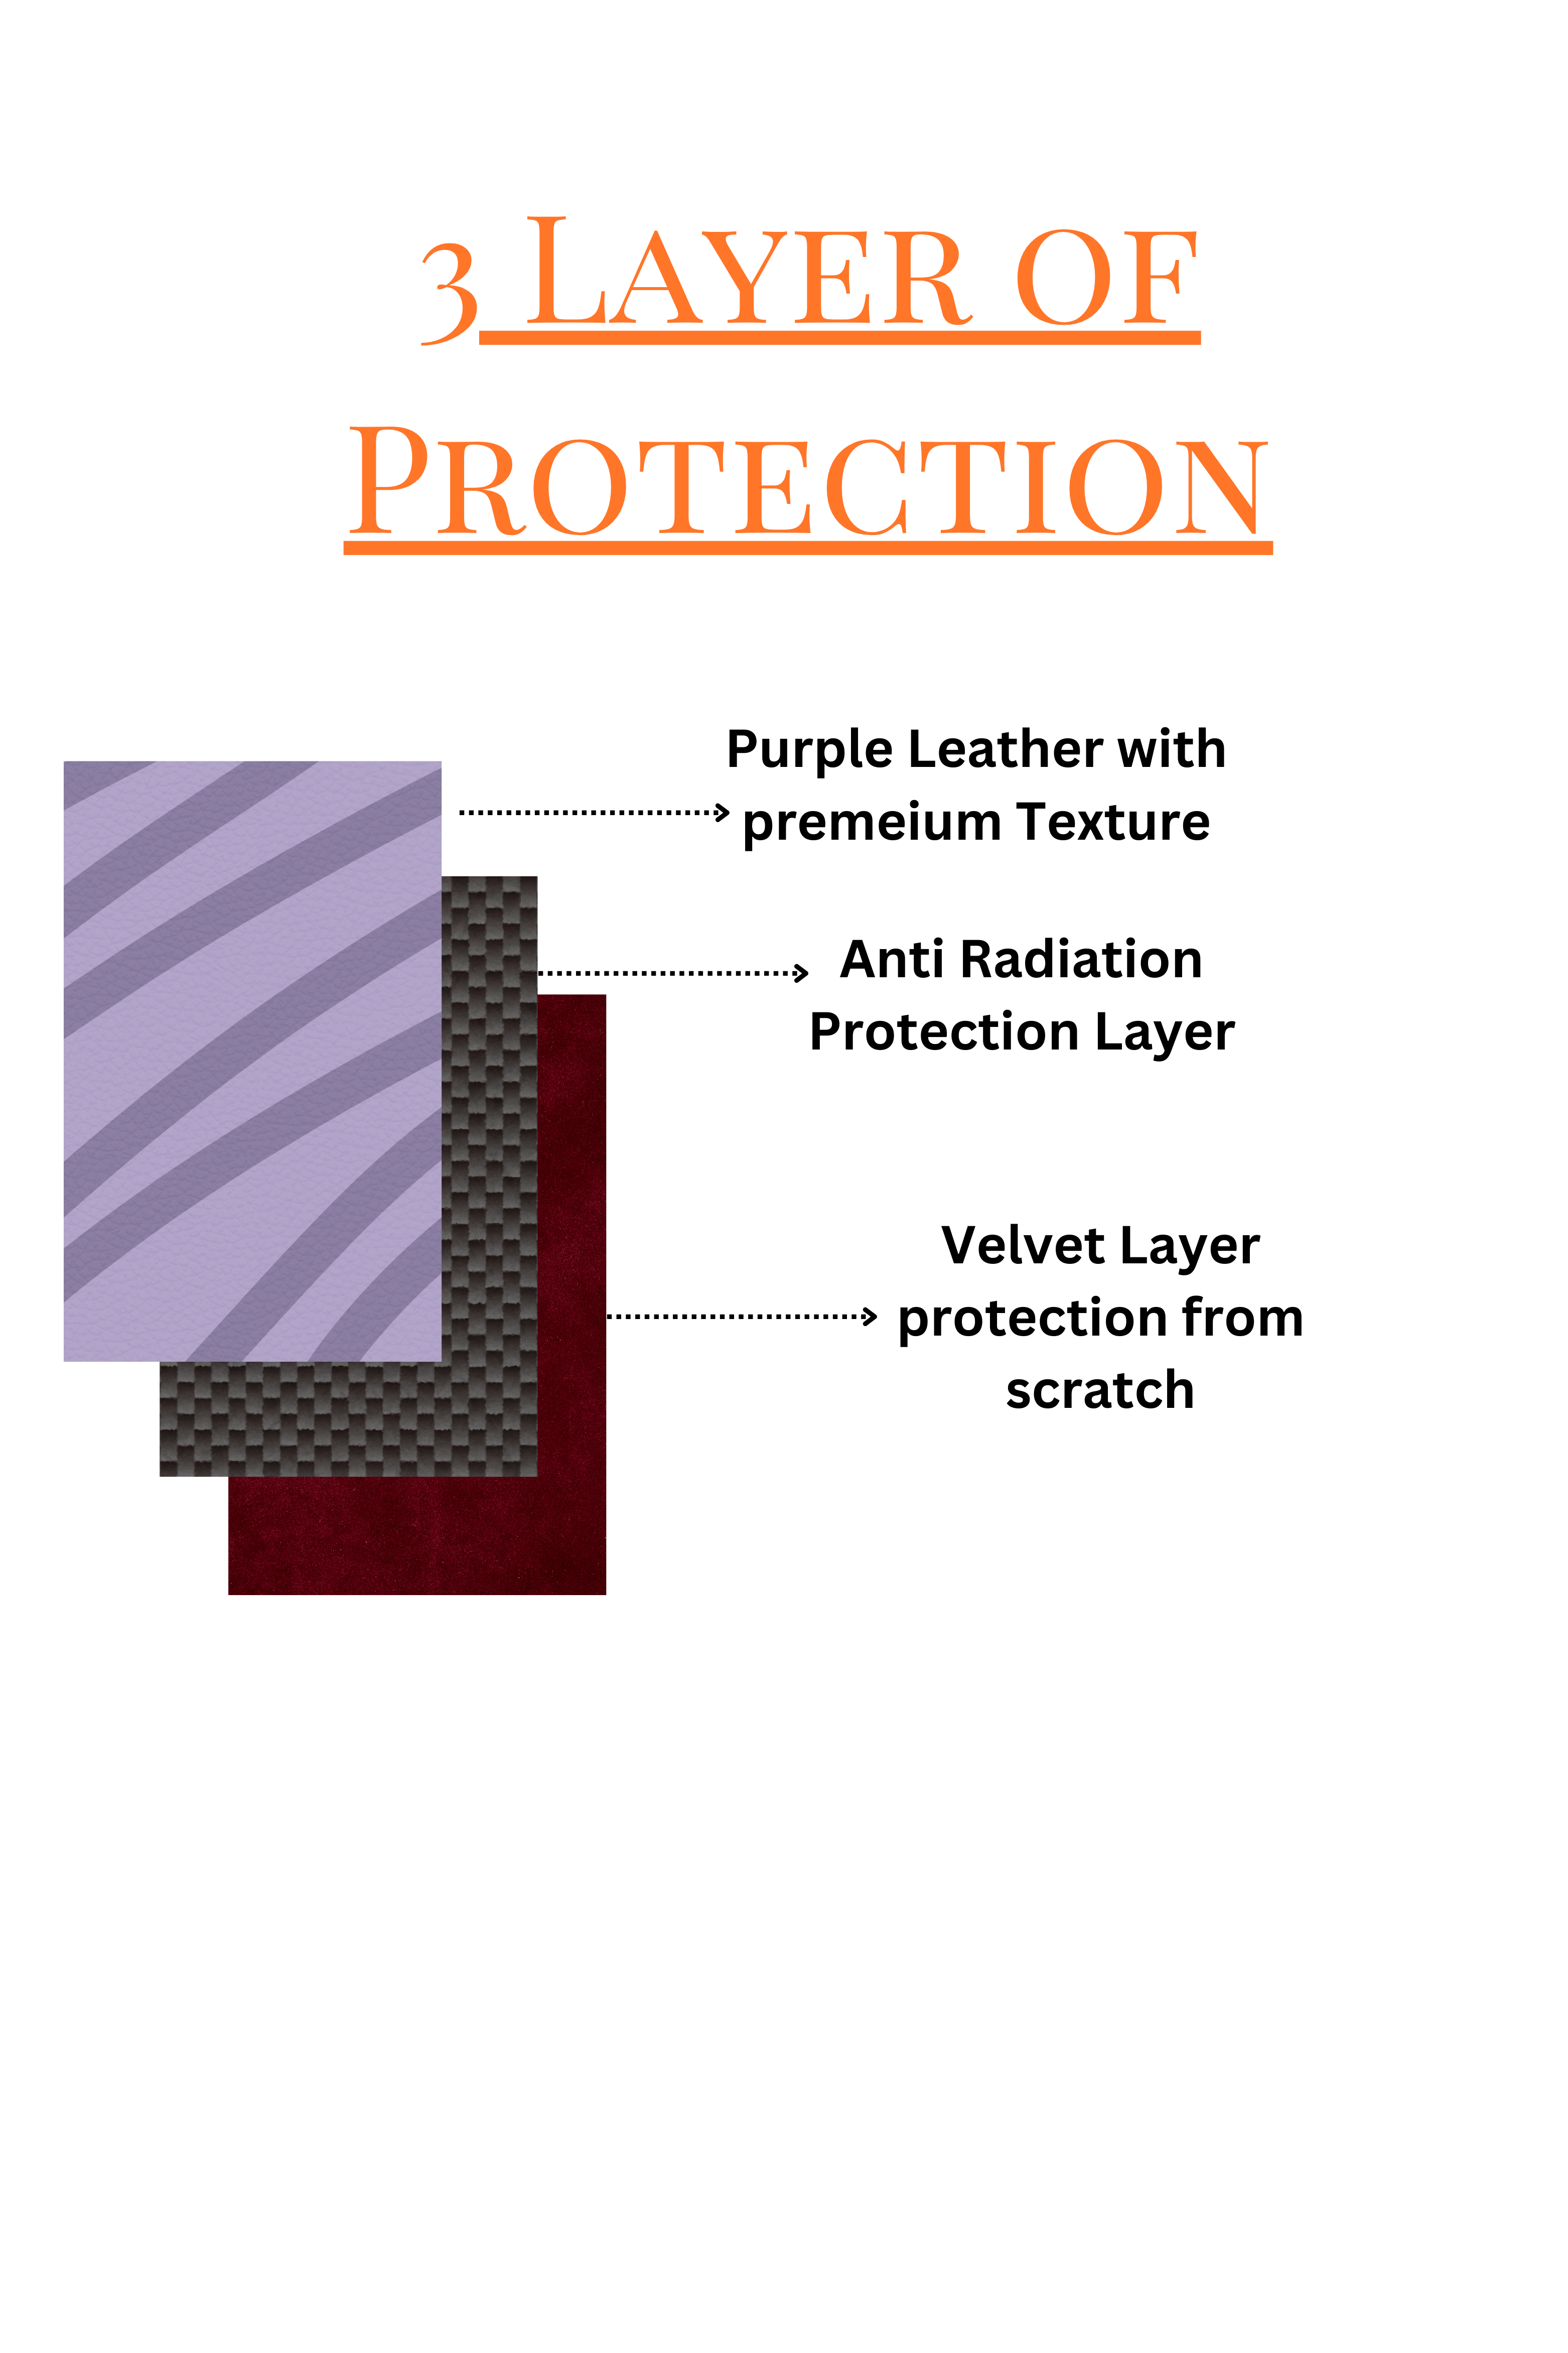 3 Layer of
Protection
Purple Leather with
premeium Texture
Anti Radiation
Protection Layer
Velvet Layer
protection from
scratch